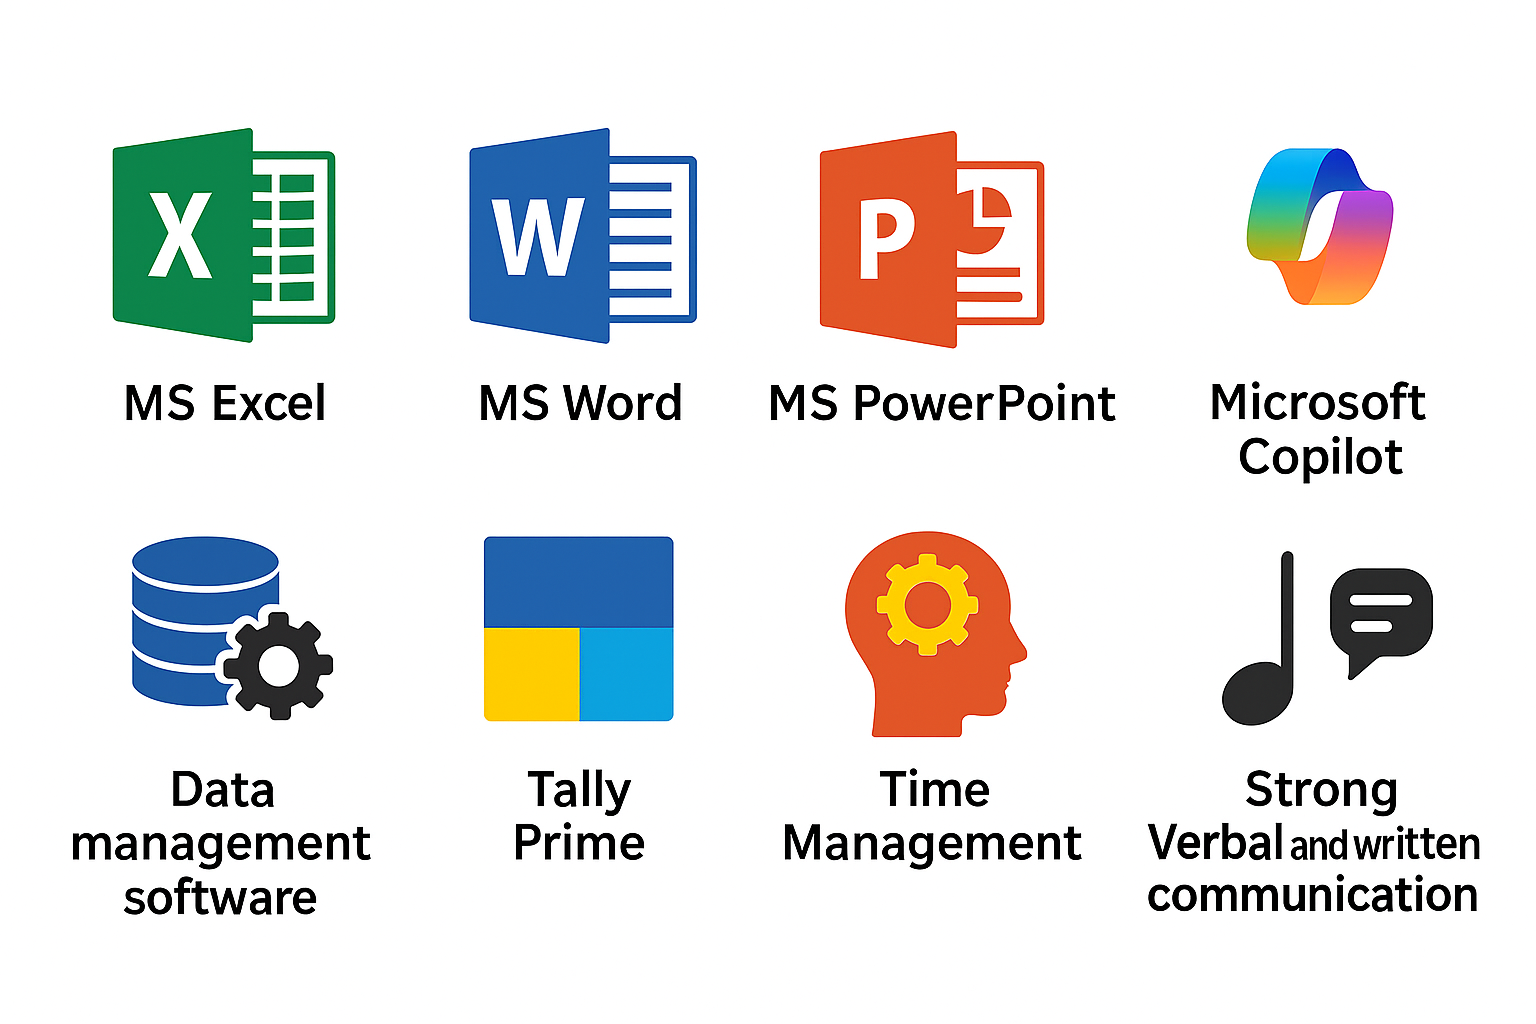 X
W
P
MS Excel
MS Word
MS PowerPoint
Microsoft
Copilot
Data
management
software
Tally
Prime
Time
Management
Strong
Verbal and written
communication